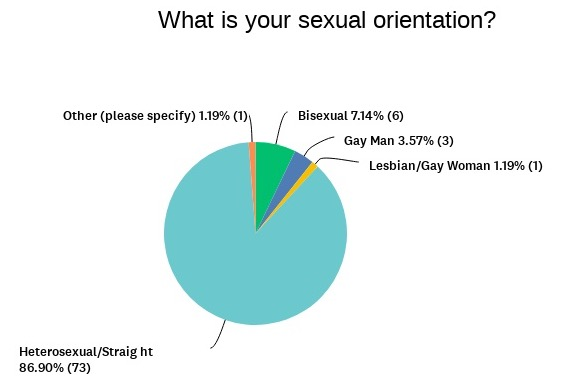 What is your sexual orientation?
Other (please specify) 1.19% (1)
Bisexual 7.14% (6)
Gay Man 3.57% (3)
Lesbian/Gay Woman 1.19% (1)
Heterosexual/Straig ht
86.90% (73)